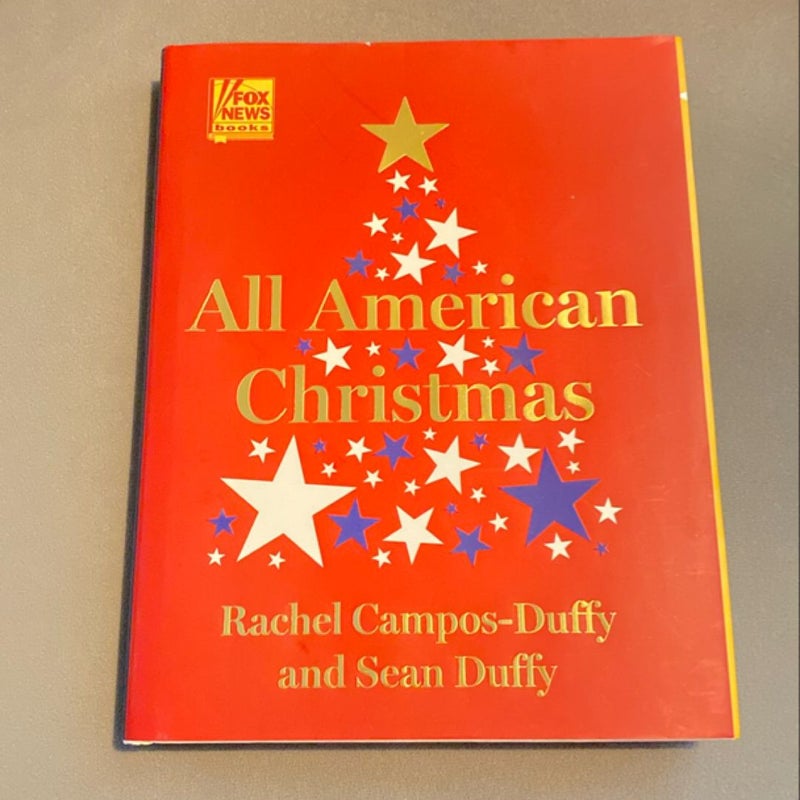 FOX
NEWS
books
All American
Christmas
Rachel Campos-Duffy
and Sean Duffy